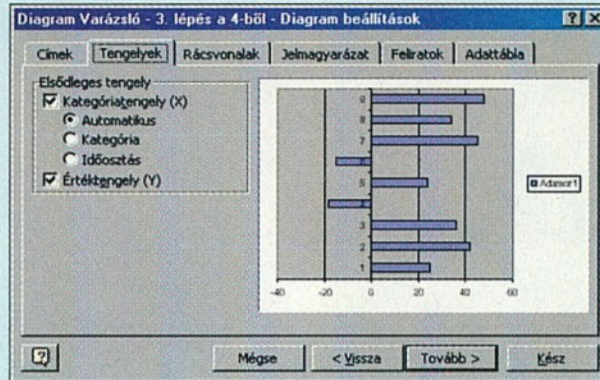 Diagram Varázsló - 3. lépés a 4-ből - Diagram beállítások
Címek Tengelyek Rácsvonalak Jelmagyarázat Feliratok Adattábla
Elsődleges tengely
Kategóriatengely (X)
Automatikus
Kategória
Időosztás
Értéktengely (Y)
9
8
7
5
3
2
1
-40 -20 0 20 40 60
Adatsor1
Mégse < Vissza Tovább > Kész